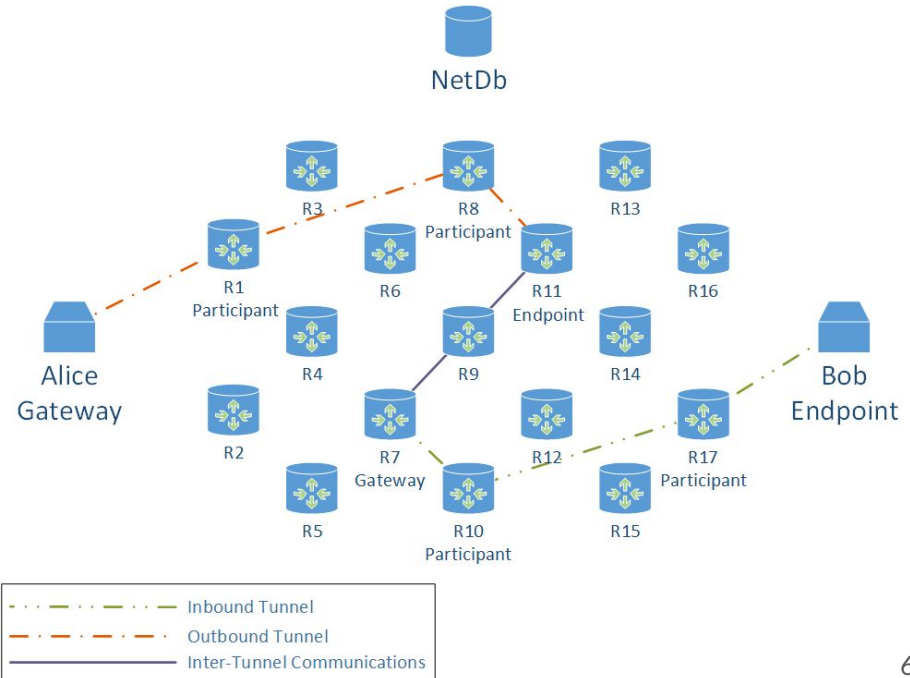 NetDb
R3
R8
Participant
R13
R1
Participant
R6
R11
Endpoint
R16
Alice
Gateway
R4
R9
R14
Bob
Endpoint
R2
R7
Gateway
R12
R17
Participant
R5
R10
Participant
R15
Inbound Tunnel
Outbound Tunnel
Inter-Tunnel Communications
6